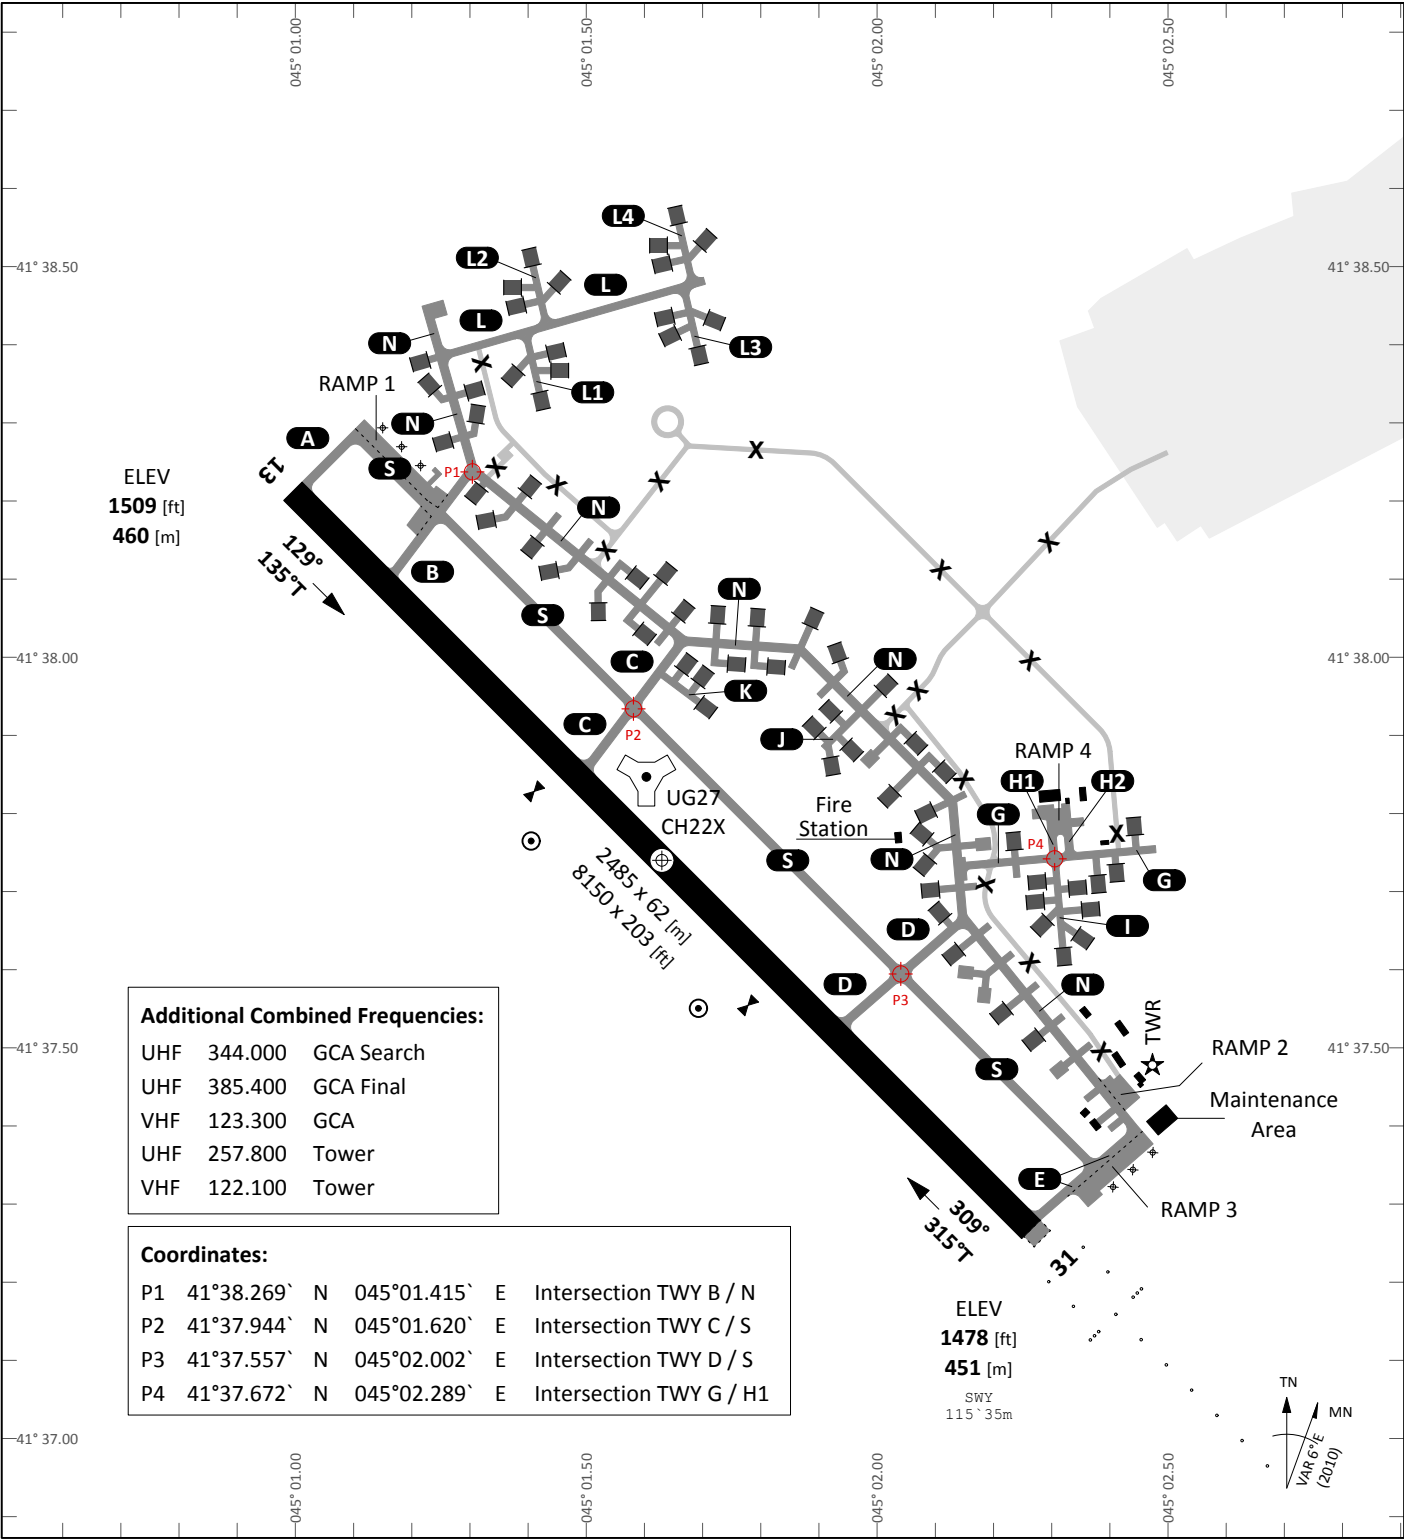 045° 01.00
045° 01.50
045° 02.00
045° 02.50
L4
L2
41° 38.50
41° 38.50
L
L
N
L3
RAMP 1
L1
N
A
X
X
S
P1
X
13
ELEV
1509 [ft]
460 [m]
X
X
N
X
X
129°
135°T
B
X
N
S
41° 38.00
C
N
X
41° 38.00
K
X
X
C
P2
J
RAMP 4
X
H1
H2
UG27
CH22X
Fire
Station
G
X
P4
N
S
2485 x 62 [m]
8150 x 203 [ft]
G
X
D
I
X
D
P3
N
Additional Combined Frequencies:
UHF 344.000 GCA Search
UHF 385.400 GCA Final
VHF 123.300 GCA
UHF 257.800 Tower
VHF 122.100 Tower
TWR
X
RAMP 2
41° 37.50
S
Maintenance
Area
E
RAMP 3
309°
315°T
31
Coordinates:
P1 41°38.269` N 045°01.415` E Intersection TWY B / N
P2 41°37.944` N 045°01.620` E Intersection TWY C / S
P3 41°37.557` N 045°02.002` E Intersection TWY D / S
P4 41°37.672` N 045°02.289` E Intersection TWY G / H1
ELEV
1478 [ft]
451 [m]
SWY
115`35m
TN
MN
VAR 6°/E
(2010)
41° 37.00
045° 01.00
045° 01.50
045° 02.00
045° 02.50